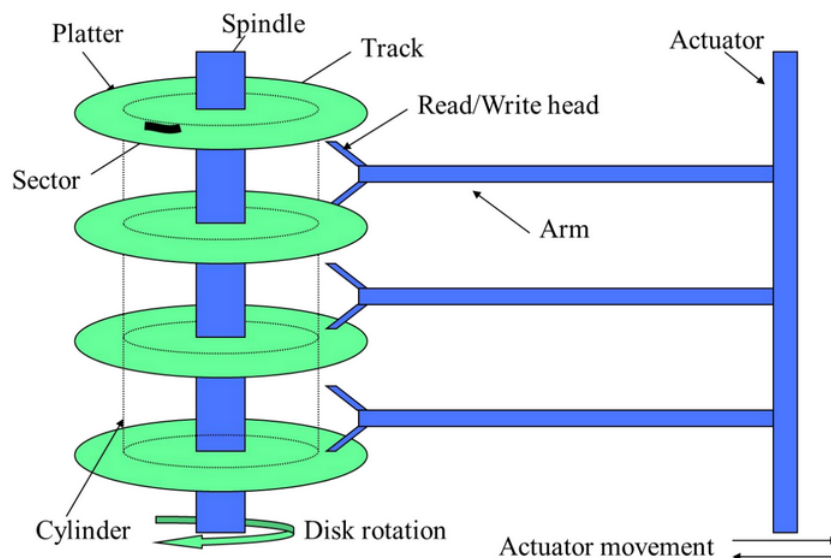 Spindle
Platter
Track
Actuator
Read/Write head
Sector
Arm
Cylinder
Disk rotation
Actuator movement